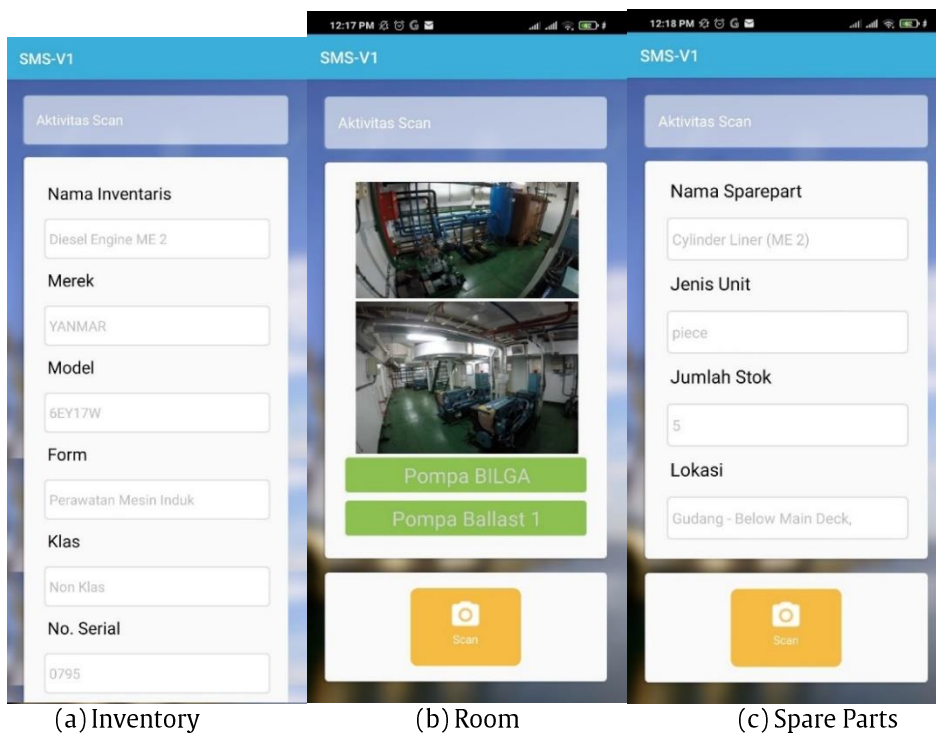 SMS-V1
Aktivitas Scan
Nama Inventaris
Diesel Engine ME 2
Merek
YANMAR
Model
6EY17W
Form
Perawatan Mesin Induk
Klas
Non Klas
No. Serial
0795
(a) Inventory
12:17 PM
SMS-V1
Aktivitas Scan
Pompa BILGA
Pompa Ballast 1
Scan
(b) Room
12:18 PM
SMS-V1
Aktivitas Scan
Nama Sparepart
Cylinder Liner (ME 2)
Jenis Unit
piece
Jumlah Stok
5
Lokasi
Gudang - Below Main Deck,
Scan
(c) Spare Parts